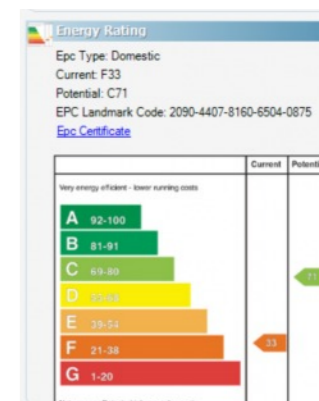 Energy Rating
Epc Type: Domestic
Current: F33
Potential: C71
EPC Landmark Code: 2090-4407-8160-6504-0875
Epc Certificate
Current Potenti
Very energy efficient - lower running costs
A 92-100
B 81-91
C 69-80
71
D
E 39-54
F 21-38
33
G 1-20